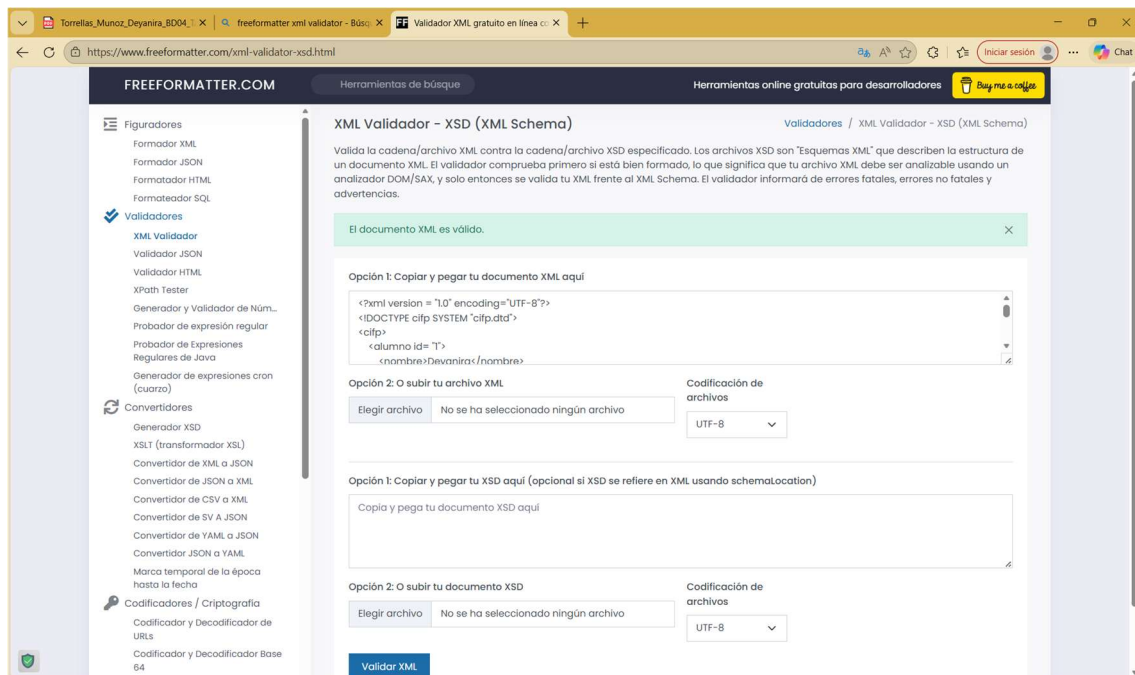 Torrellas_Munoz_Deyanira_BD04_T
freeformatter xml validator - Búsq
Validador XML gratuito en línea co
https://www.freeformatter.com/xml-validator-xsd.html
Iniciar sesión
Chat
FREEFORMATTER.COM
Herramientas de búsque
Herramientas online gratuitas para desarrolladores
Buy me a coffee
Figuradores
Formador XML
Formador JSON
Formatador HTML
Formateador SQL
Validadores
XML Validador
Validador JSON
Validador HTML
XPath Tester
Generador y Validador de Núm...
Probador de expresión regular
Probador de Expresiones
Regulares de Java
Generador de expresiones cron
(cuarzo)
Convertidores
Generador XSD
XSLT (transformador XSL)
Convertidor de XML a JSON
Convertidor de JSON a XML
Convertidor de CSV a XML
Convertidor de SV A JSON
Convertidor de YAML a JSON
Convertidor JSON a YAML
Marca temporal de la época
hasta la fecha
Codificadores / Criptografía
Codificador y Decodificador de
URLs
Codificador y Decodificador Base
64
XML Validador - XSD (XML Schema)
Validadores / XML Validador - XSD (XML Schema)
Valida la cadena/archivo XML contra la cadena/archivo XSD especificado. Los archivos XSD son "Esquemas XML" que describen la estructura de
un documento XML. El validador comprueba primero si está bien formado, lo que significa que tu archivo XML debe ser analizable usando un
analizador DOM/SAX, y solo entonces se valida tu XML frente al XML Schema. El validador informará de errores fatales, errores no fatales y
advertencias.
El documento XML es válido.
Opción 1: Copiar y pegar tu documento XML aquí
<?xml version = "1.0" encoding="UTF-8"?>
<!DOCTYPE cifp SYSTEM "cifp.dtd">
<cifp>
<alumno id= "1">
<nombre>Deyanira</nombre>
Opción 2: O subir tu archivo XML
Codificación de
archivos
Elegir archivo No se ha seleccionado ningún archivo
UTF-8
Opción 1: Copiar y pegar tu XSD aquí (opcional si XSD se refiere en XML usando schemaLocation)
Copia y pega tu documento XSD aquí
Opción 2: O subir tu documento XSD
Codificación de
archivos
Elegir archivo No se ha seleccionado ningún archivo
UTF-8
Validar XML